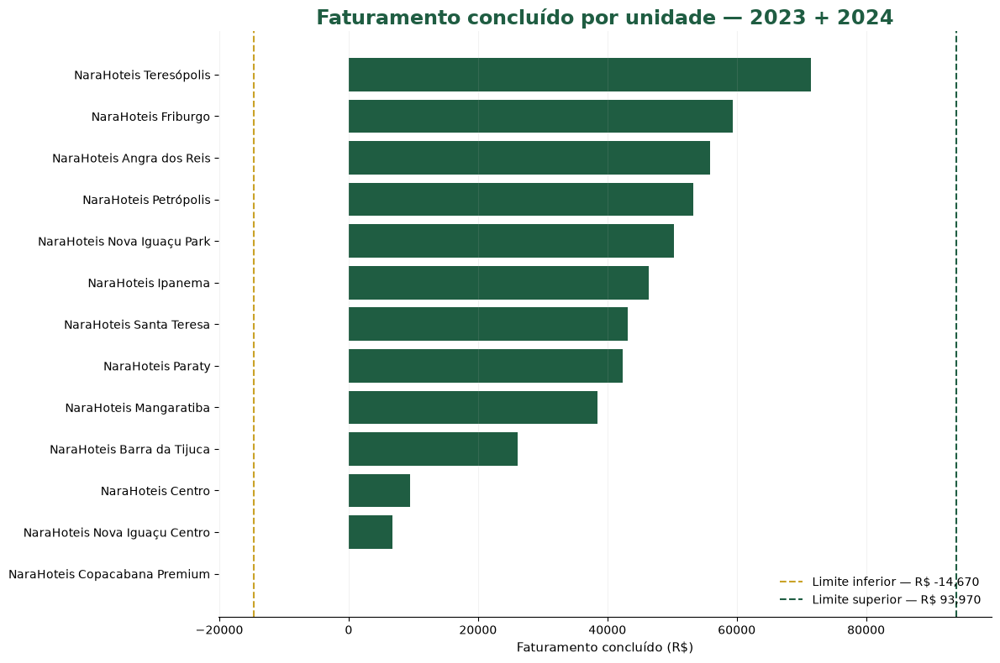 Faturamento concluído por unidade — 2023 + 2024
NaraHoteis Teresópolis
NaraHoteis Friburgo
NaraHoteis Angra dos Reis
NaraHoteis Petrópolis
NaraHoteis Nova Iguaçu Park
NaraHoteis Ipanema
NaraHoteis Santa Teresa
NaraHoteis Paraty
NaraHoteis Mangaratiba
NaraHoteis Barra da Tijuca
NaraHoteis Centro
NaraHoteis Nova Iguaçu Centro
NaraHoteis Copacabana Premium
Limite inferior — R$ -14,670
Limite superior — R$ 93,970
−20000 0 20000 40000 60000 80000
Faturamento concluído (R$)